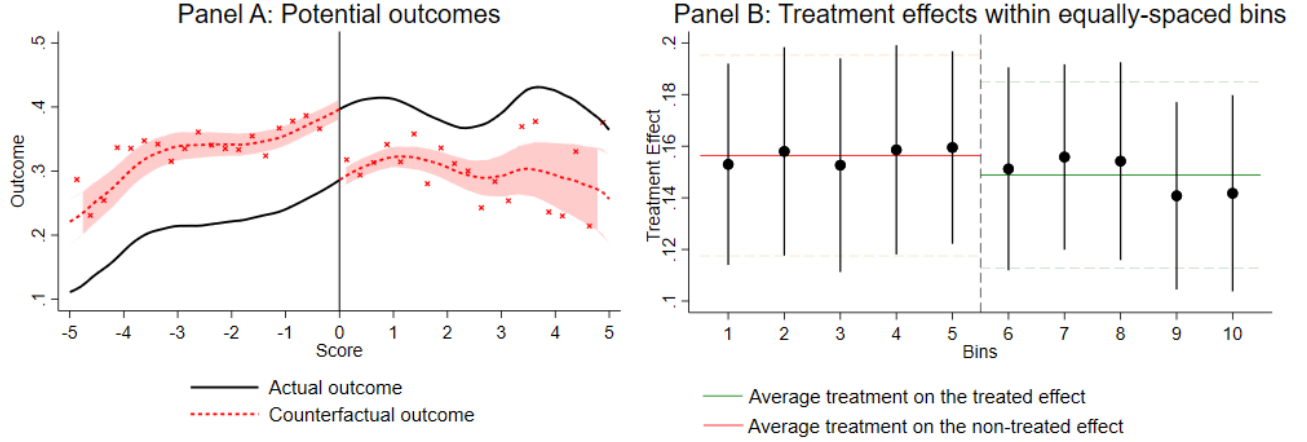 Panel A: Potential outcomes
.5
.4
.3
.2
.1
Outcome
-5 -4 -3 -2 -1 0 1 2 3 4 5
Score
Actual outcome
Counterfactual outcome
Panel B: Treatment effects within equally-spaced bins
.2
.18
.16
.14
.12
.1
Treatment Effect
1 2 3 4 5 6 7 8 9 10
Bins
Average treatment on the treated effect
Average treatment on the non-treated effect